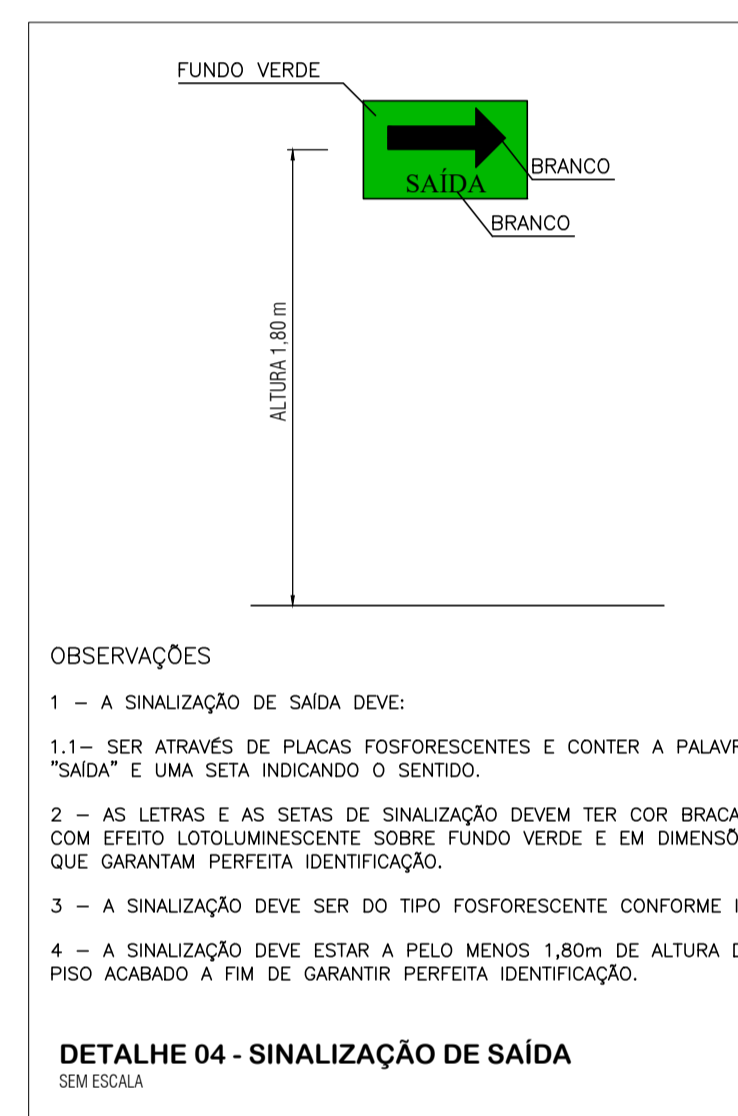 FUNDO VERDE
SAÍDA
BRANCO
BRANCO
ALTURA 1,80 m
OBSERVAÇÕES
1 – A SINALIZAÇÃO DE SAÍDA DEVE:
1.1– SER ATRAVÉS DE PLACAS FOSFORESCENTES E CONTER A PALAVR
"SAÍDA" E UMA SETA INDICANDO O SENTIDO.
2 – AS LETRAS E AS SETAS DE SINALIZAÇÃO DEVEM TER COR BRACA
COM EFEITO LOTOLUMINESCENTE SOBRE FUNDO VERDE E EM DIMENSÕ
QUE GARANTAM PERFEITA IDENTIFICAÇÃO.
3 – A SINALIZAÇÃO DEVE SER DO TIPO FOSFORESCENTE CONFORME
4 – A SINALIZAÇÃO DEVE ESTAR A PELO MENOS 1,80m DE ALTURA
PISO ACABADO A FIM DE GARANTIR PERFEITA IDENTIFICAÇÃO.
DETALHE 04 - SINALIZAÇÃO DE SAÍDA
SEM ESCALA